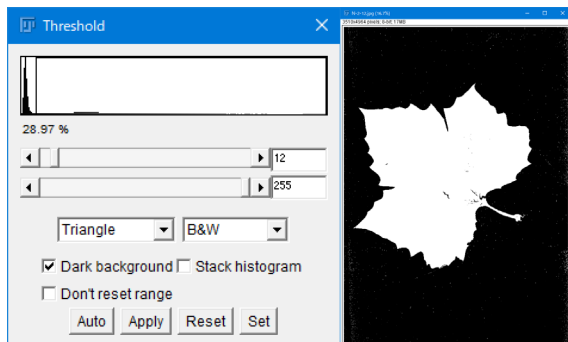 Threshold
28.97 %
12
255
Triangle
B&W
Dark background
Stack histogram
Don't reset range
Auto
Apply
Reset
Set